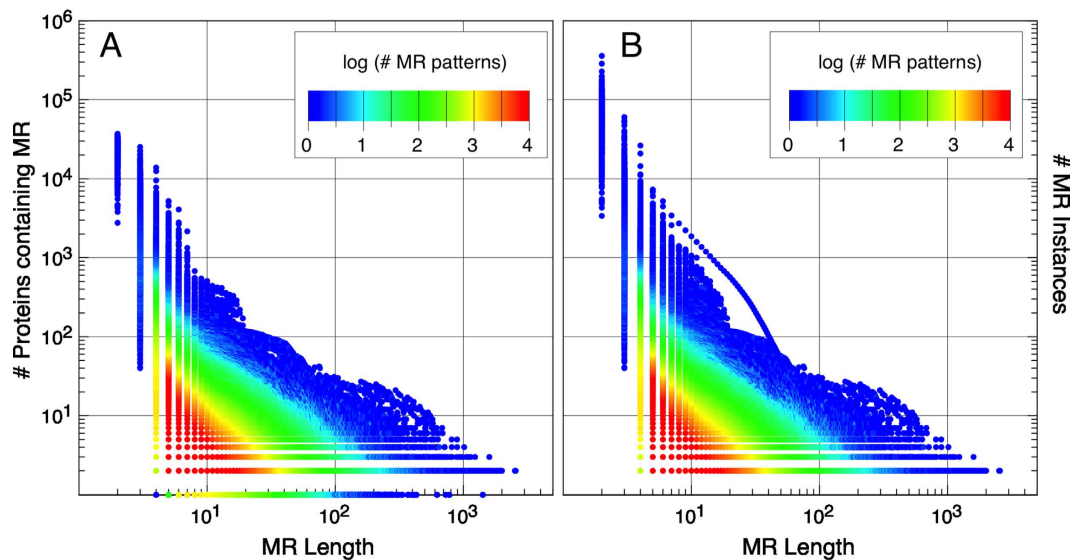 A
B
log (# MR patterns)
0 1 2 3 4
log (# MR patterns)
0 1 2 3 4
10^6
10^5
10^4
10^3
10^2
10^1
# Proteins containing MR
# MR Instances
10^1 10^2 10^3
10^1 10^2 10^3
MR Length
MR Length